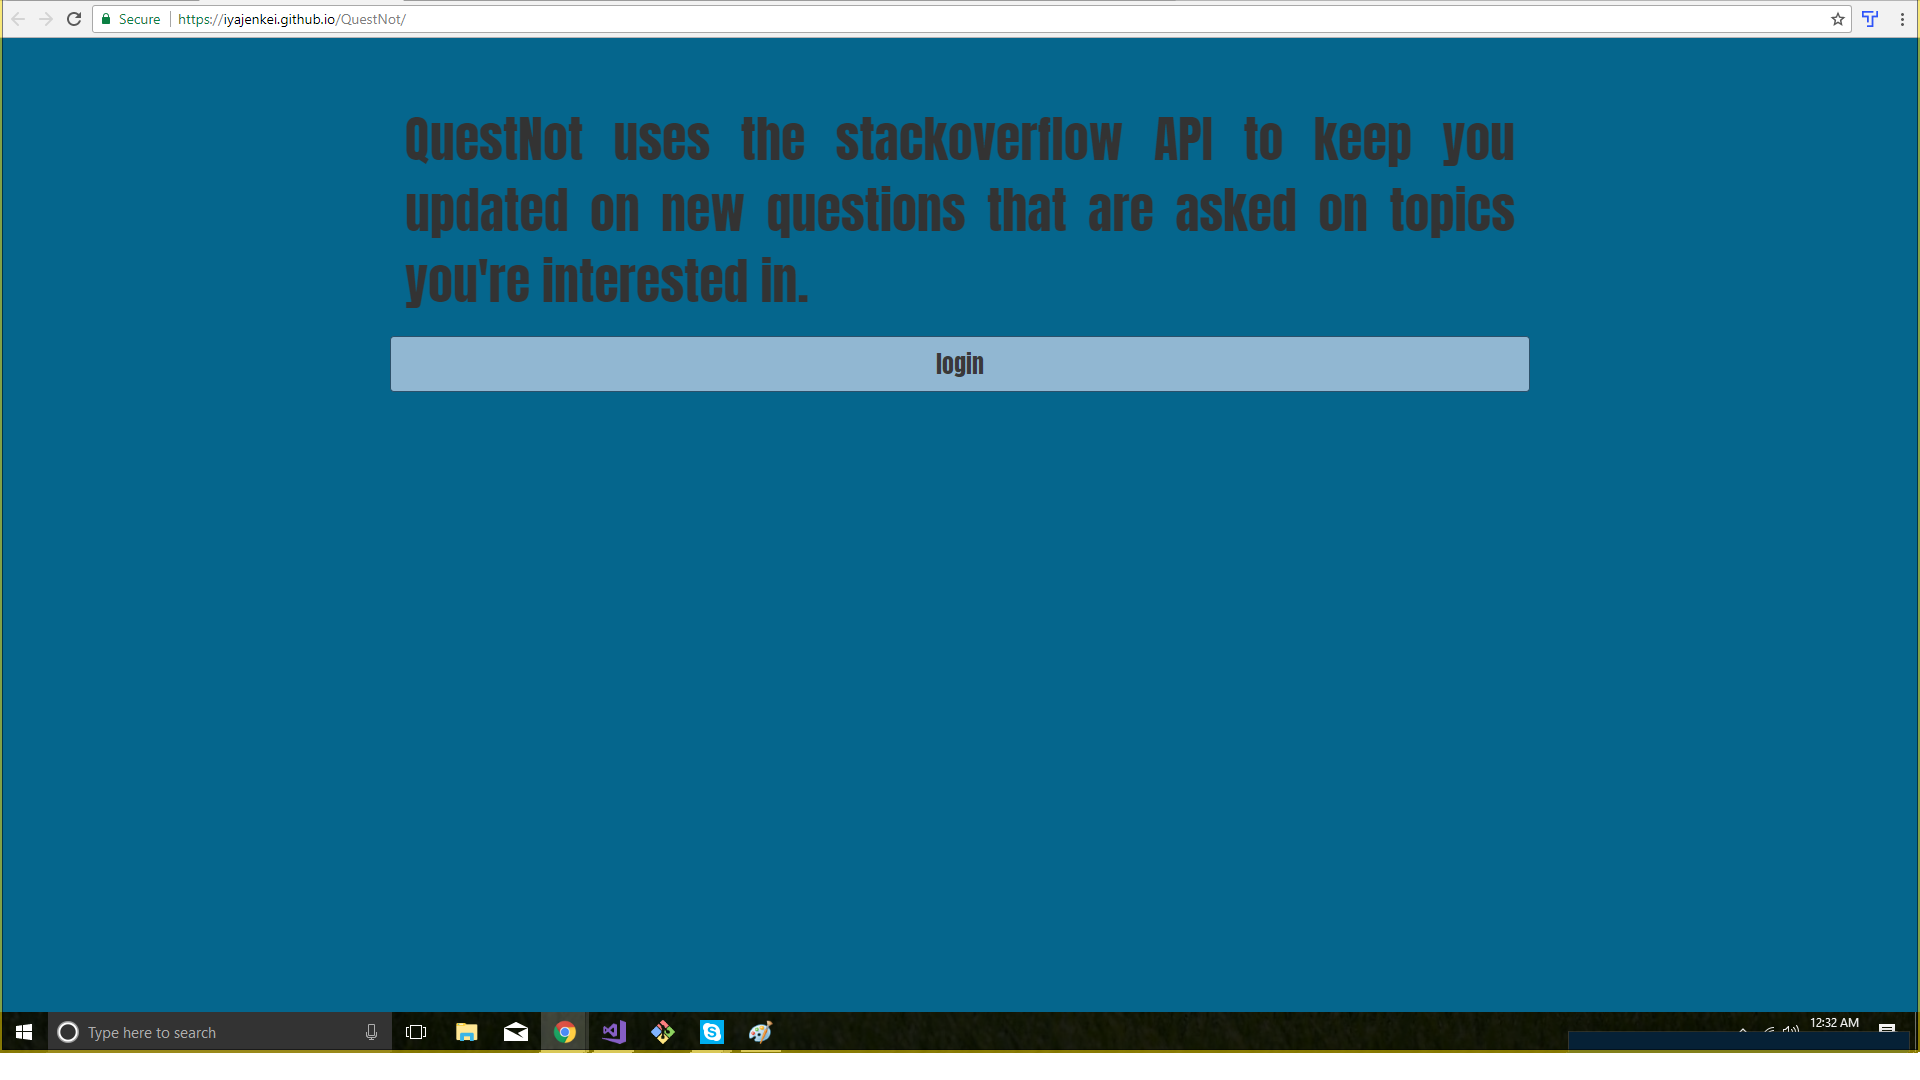 Secure https://iyajenkei.github.io/QuestNot/
QuestNot uses the stackoverflow API to keep you
updated on new questions that are asked on topics
you're interested in.
login
Type here to search
12:32 AM